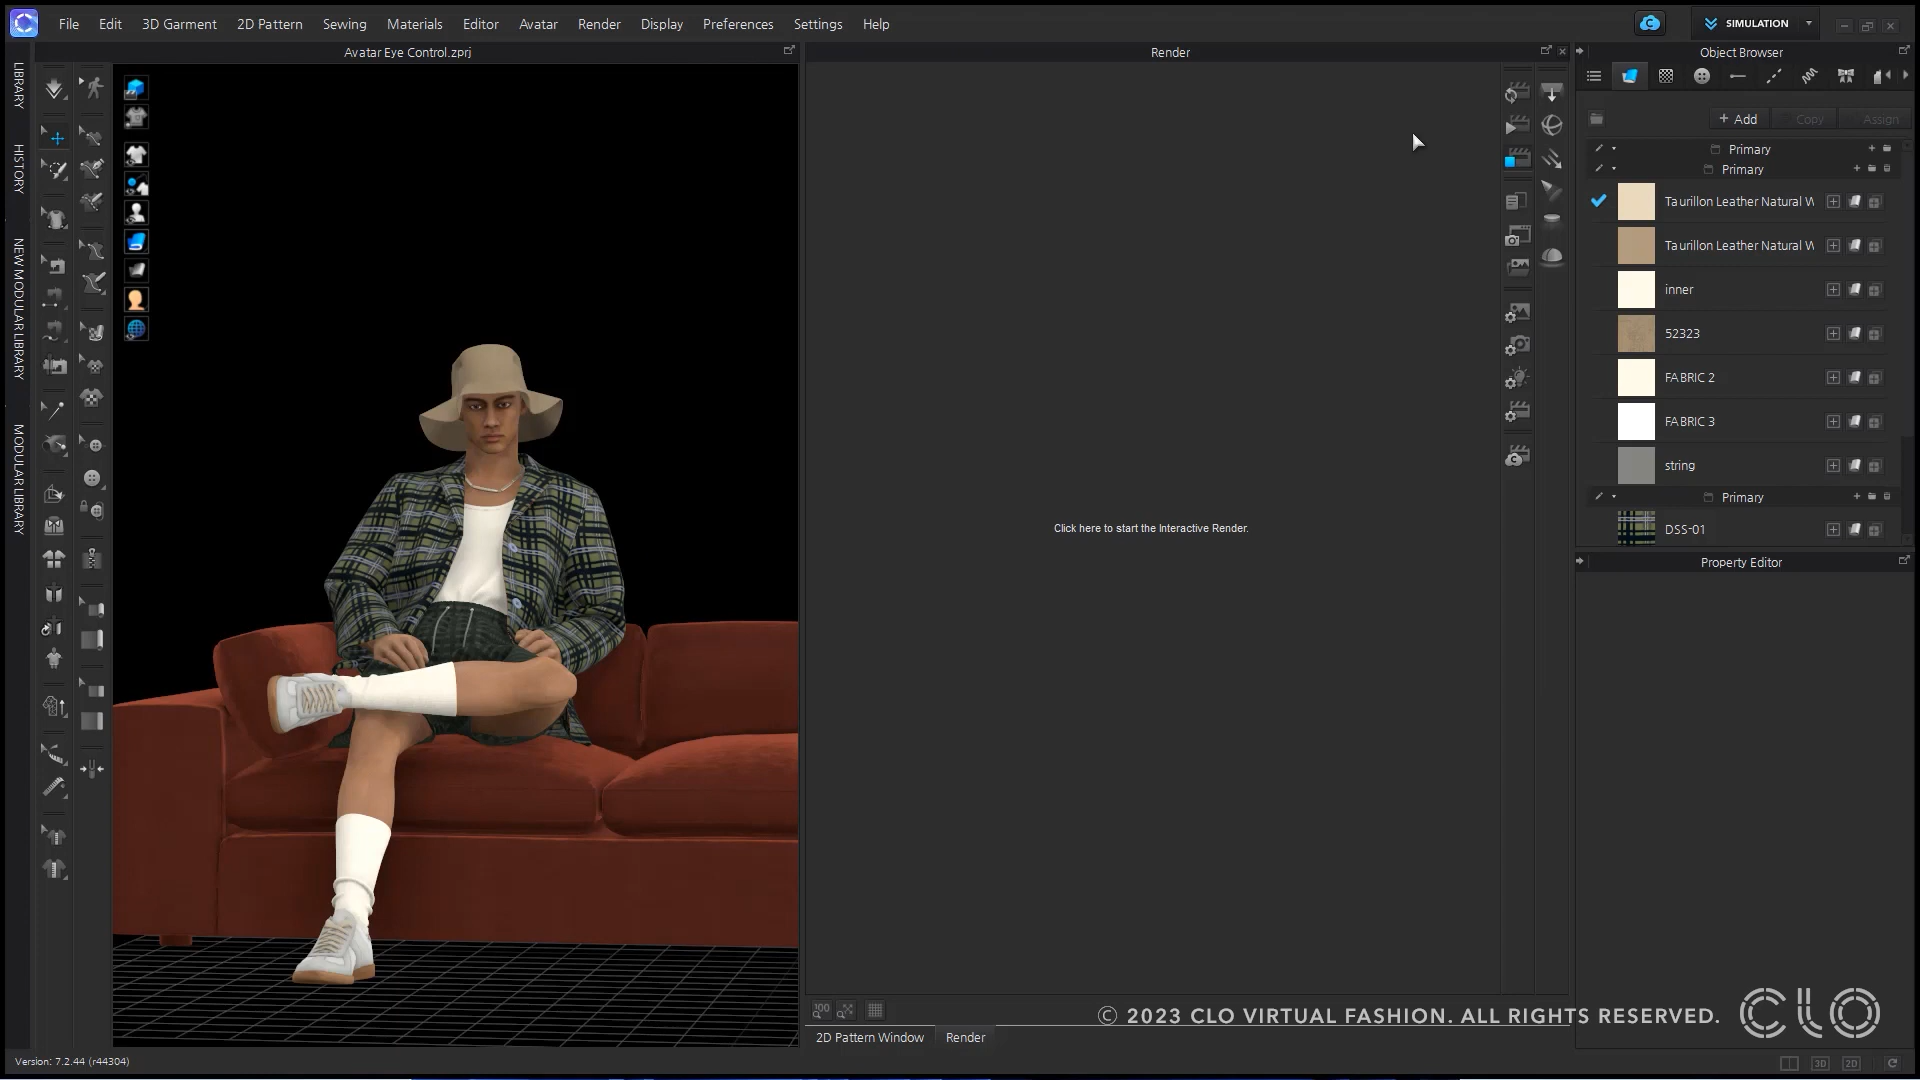 File Edit 3D Garment 2D Pattern Sewing Materials Editor Avatar Render Display Preferences Settings Help
SIMULATION
Avatar Eye Control.zprj
Render
Object Browser
LIBRARY
HISTORY
NEW MODULAR LIBRARY
MODULAR LIBRARY
+ Add
Copy
Assign
Primary
Primary
Taurillon Leather Natural W
Taurillon Leather Natural W
inner
52323
FABRIC 2
FABRIC 3
string
Primary
DSS-01
Click here to start the Interactive Render.
Property Editor
100
© 2023 CLO VIRTUAL FASHION. ALL RIGHTS RESERVED.
CLO
2D Pattern Window
Render
Version: 7.2.44 (r44304)
3D
2D